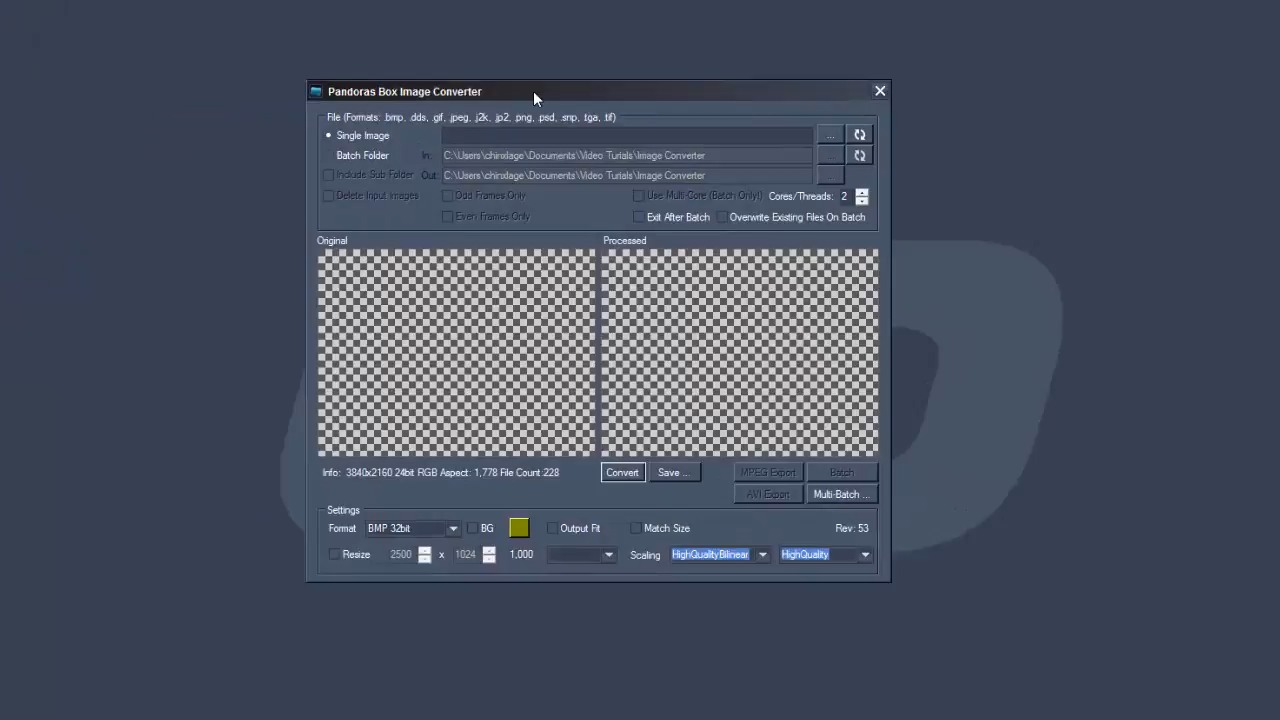 Pandoras Box Image Converter
File (Formats: .bmp, .dds, .gif, .jpeg, .j2k, .jp2, .png, .psd, .snp, .tga, .tif)
Single Image ...
Batch Folder In: C:\Users\chinxlage\Documents\Video Turials\Image Converter ...
Include Sub Folder Out: C:\Users\chinxlage\Documents\Video Turials\Image Converter ...
Delete Input Images Odd Frames Only Use Multi-Core (Batch Only!) Cores/Threads: 2
Even Frames Only Exit After Batch Overwrite Existing Files On Batch
Original Processed
Info: 3840x2160 24bit RGB Aspect: 1,778 File Count:228 Convert Save ... MPEG Export Batch
AVI Export Multi-Batch ...
Settings
Format BMP 32bit BG Output Fit Match Size Rev: 53
Resize 2500 x 1024 1,000 Scaling HighQualityBilinear HighQuality